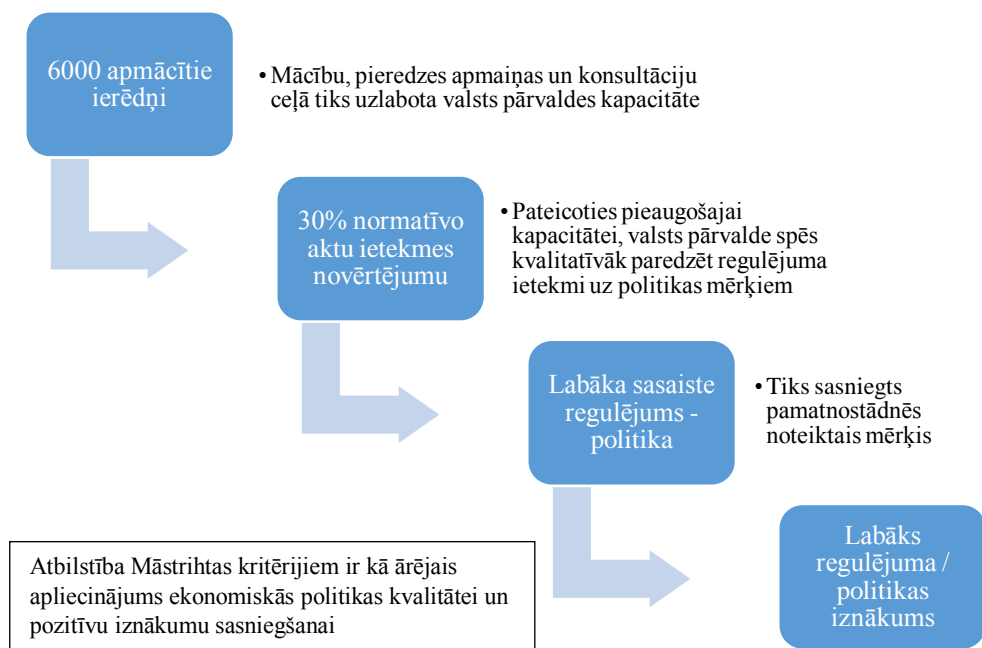 6000 apmācītie
ierēdņi
• Mācību, pieredzes apmaiņas un konsultāciju
ceļā tiks uzlabota valsts pārvaldes kapacitāte
30% normatīvo
aktu ietekmes
novērtējumu
• Pateicoties pieaugošajai
kapacitātei, valsts pārvalde spēs
kvalitatīvāk paredzēt regulējuma
ietekmi uz politikas mērķiem
Labāka sasaiste
regulējums -
politika
• Tiks sasniegts
pamatnostādnēs
noteiktais mērķis
Labāks
regulējuma /
politikas
iznākums
Atbilstība Māstrihtas kritērijiem ir kā ārējais
apliecinājums ekonomiskās politikas kvalitātei un
pozitīvu iznākumu sasniegšanai